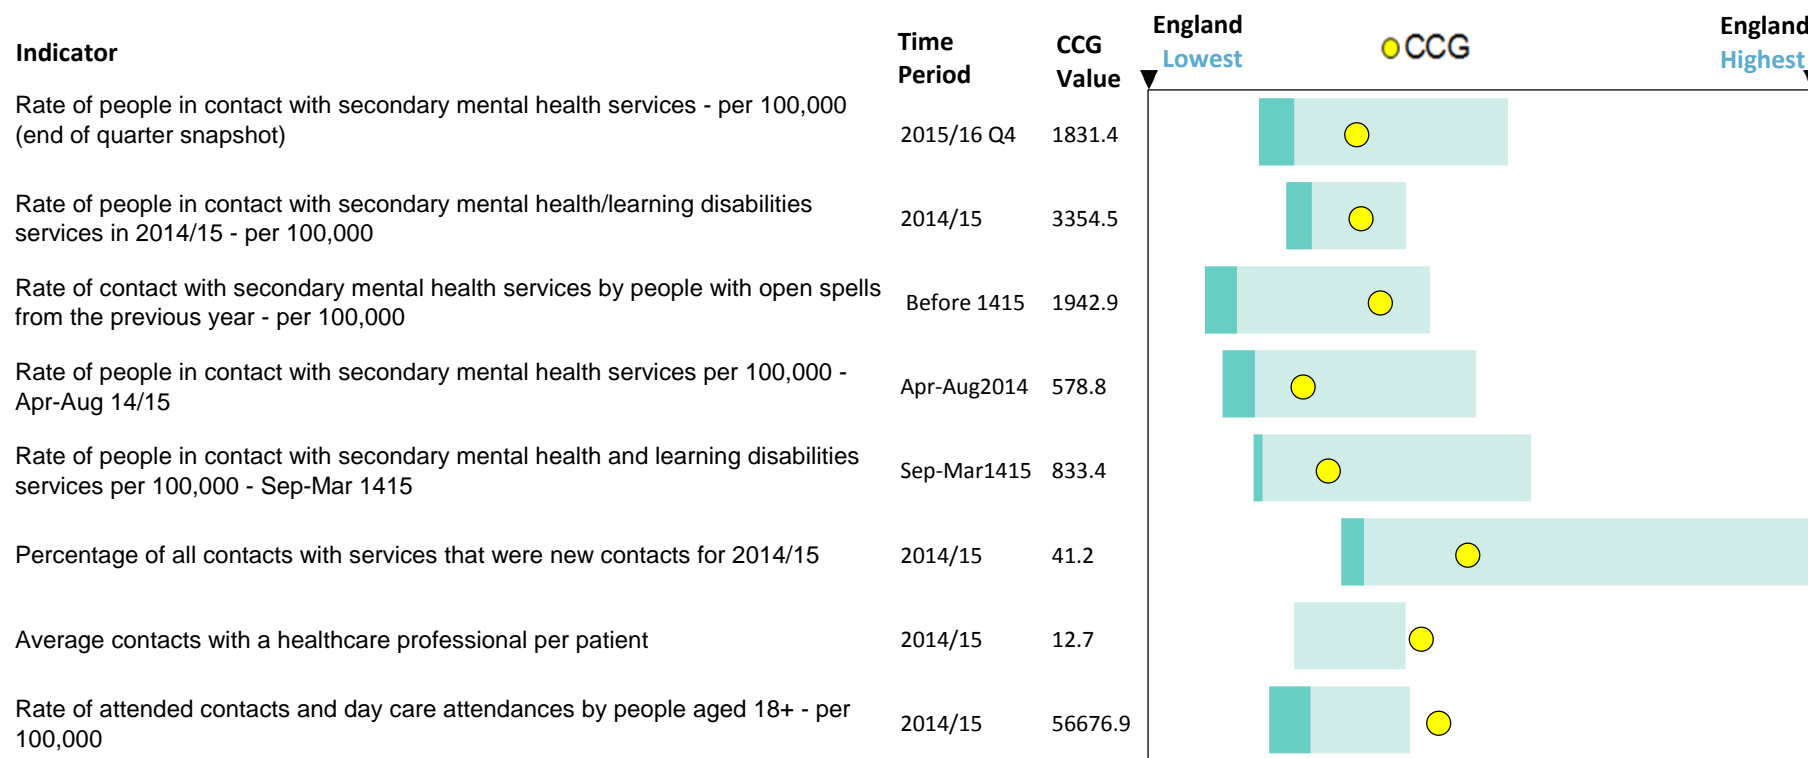 Indicator
Time
Period
CCG
Value
England
Lowest
CCG
England
Highest
Rate of people in contact with secondary mental health services - per 100,000
(end of quarter snapshot)
2015/16 Q4
1831.4
Rate of people in contact with secondary mental health/learning disabilities
services in 2014/15 - per 100,000
2014/15
3354.5
Rate of contact with secondary mental health services by people with open spells
from the previous year - per 100,000
Before 1415
1942.9
Rate of people in contact with secondary mental health services per 100,000 -
Apr-Aug 14/15
Apr-Aug2014
578.8
Rate of people in contact with secondary mental health and learning disabilities
services per 100,000 - Sep-Mar 1415
Sep-Mar1415
833.4
Percentage of all contacts with services that were new contacts for 2014/15
2014/15
41.2
Average contacts with a healthcare professional per patient
2014/15
12.7
Rate of attended contacts and day care attendances by people aged 18+ - per
100,000
2014/15
56676.9